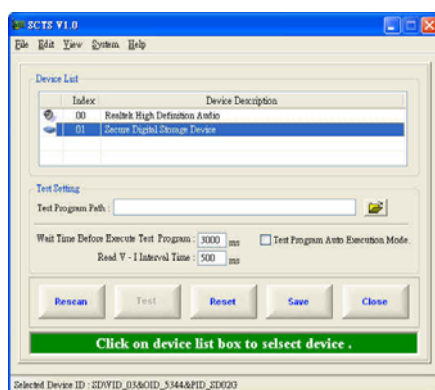 SCTS V1.0
File Edit View System Help
Device List
Index Device Description
00 Realtek High Definition Audio
01 Secure Digital Storage Device
Test Setting
Test Program Path :
Wait Time Before Execute Test Program : 3000 ms
Test Program Auto Execution Mode.
Read V - I Interval Time : 500 ms
Rescan Test Reset Save Close
Click on device list box to selsect device .
Selected Device ID : SD\VID_03&OID_5344&PID_SD02G